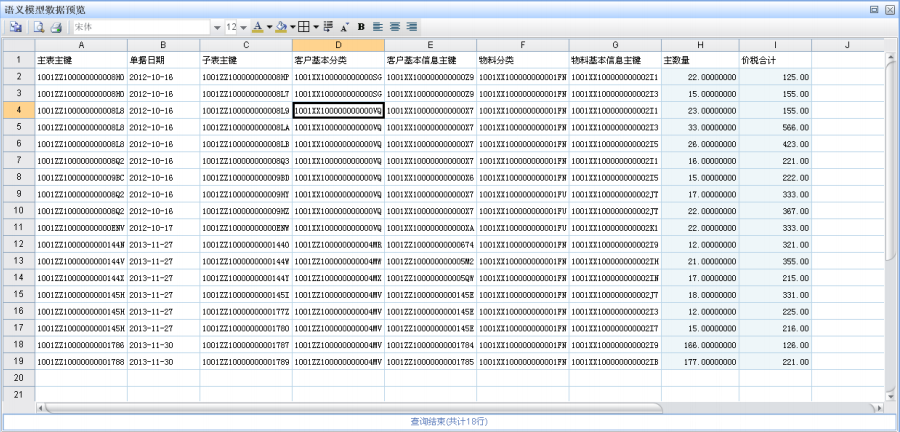 语义模型数据预览
宋体 12 A B
A B C D E F G H I J
1 主表主键 单据日期 子表主键 客户基本分类 客户基本信息主键 物料分类 物料基本信息主键 主数量 价税合计
2 1001ZZ100000000008HO 2012-10-16 1001ZZ100000000008HP 1001XX100000000000SG 1001XX100000000000Z9 1001XX100000000001FN 1001XX100000000002I1 22.00000000 125.00
3 1001ZZ100000000008HO 2012-10-16 1001ZZ100000000008L7 1001XX100000000000SG 1001XX100000000000Z9 1001XX100000000001FN 1001XX100000000002I3 15.00000000 155.00
4 1001ZZ100000000008L8 2012-10-16 1001ZZ100000000008L9 1001XX100000000000VQ 1001XX100000000000X7 1001XX100000000001FN 1001XX100000000002I1 23.00000000 155.00
5 1001ZZ100000000008L8 2012-10-16 1001ZZ100000000008LA 1001XX100000000000VQ 1001XX100000000000X7 1001XX100000000001FN 1001XX100000000002I3 33.00000000 566.00
6 1001ZZ100000000008L8 2012-10-16 1001ZZ100000000008LB 1001XX100000000000VQ 1001XX100000000000X7 1001XX100000000001FN 1001XX100000000002I5 26.00000000 423.00
7 1001ZZ100000000008Q2 2012-10-16 1001ZZ100000000008Q3 1001XX100000000000VQ 1001XX100000000000X7 1001XX100000000001FN 1001XX100000000002I1 16.00000000 221.00
8 1001ZZ100000000009BC 2012-10-16 1001ZZ100000000009BD 1001XX100000000000VQ 1001XX100000000000X6 1001XX100000000001FN 1001XX100000000002I5 15.00000000 222.00
9 1001ZZ100000000008Q2 2012-10-16 1001ZZ100000000009HY 1001XX100000000000VQ 1001XX100000000000X7 1001XX100000000001FU 1001XX100000000002JT 17.00000000 333.00
10 1001ZZ100000000008Q2 2012-10-16 1001ZZ100000000009HZ 1001XX100000000000VQ 1001XX100000000000X7 1001XX100000000001FU 1001XX100000000002JT 22.00000000 367.00
11 1001ZZ10000000000ENV 2012-10-17 1001ZZ10000000000ENW 1001XX100000000000VQ 1001XX100000000000XA 1001XX100000000001FU 1001XX100000000002K1 22.00000000 333.00
12 1001ZZ1000000000144N 2013-11-27 1001ZZ1000000000144O 1001ZZ100000000004MR 1001ZZ10000000000674 1001XX100000000001FN 1001XX100000000002I9 12.00000000 321.00
13 1001ZZ1000000000144V 2013-11-27 1001ZZ1000000000144W 1001ZZ100000000004MW 1001ZZ100000000005W2 1001XX100000000001FN 1001XX100000000002IH 21.00000000 355.00
14 1001ZZ1000000000144X 2013-11-27 1001ZZ1000000000144Y 1001ZZ100000000004MX 1001ZZ100000000005QW 1001XX100000000001FN 1001XX100000000002IN 17.00000000 215.00
15 1001ZZ1000000000145H 2013-11-27 1001ZZ1000000000145I 1001ZZ100000000004MV 1001ZZ1000000000145E 1001XX100000000001FN 1001XX100000000002J7 18.00000000 331.00
16 1001ZZ1000000000145H 2013-11-27 1001ZZ1000000000177Z 1001ZZ100000000004MV 1001ZZ1000000000145E 1001XX100000000001FN 1001XX100000000002I3 12.00000000 225.00
17 1001ZZ1000000000145H 2013-11-27 1001ZZ10000000001780 1001ZZ100000000004MV 1001ZZ1000000000145E 1001XX100000000001FN 1001XX100000000002I7 15.00000000 216.00
18 1001ZZ10000000001786 2013-11-30 1001ZZ10000000001787 1001ZZ100000000004MV 1001ZZ10000000001784 1001XX100000000001FN 1001XX100000000002I9 166.00000000 126.00
19 1001ZZ10000000001788 2013-11-30 1001ZZ10000000001789 1001ZZ100000000004MV 1001ZZ10000000001785 1001XX100000000001FN 1001XX100000000002IB 177.00000000 221.00
20
21
查询结束(共计18行)